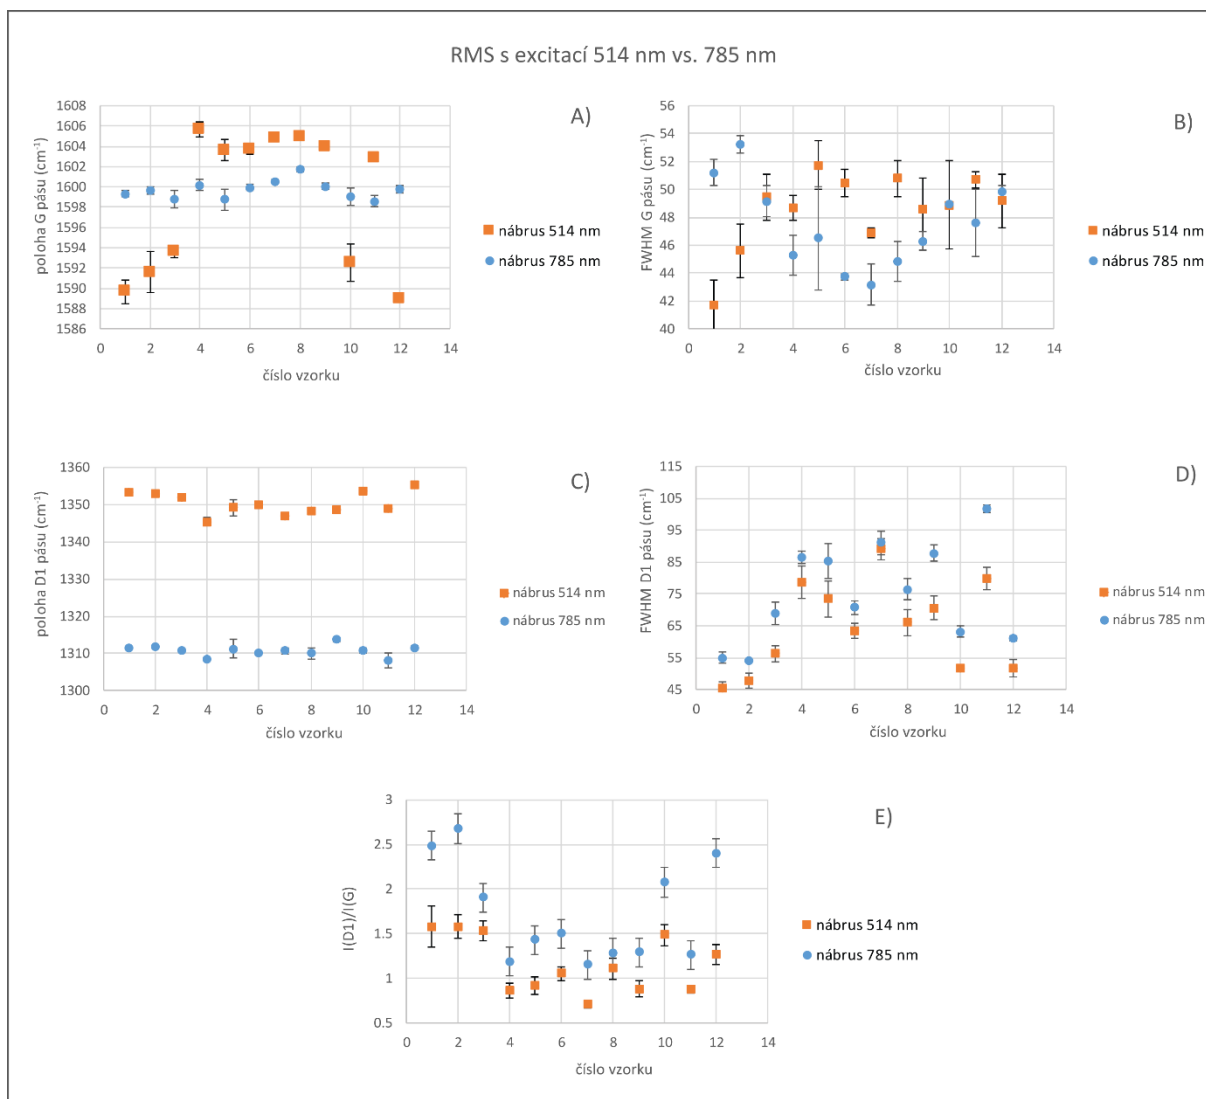 RMS s excitací 514 nm vs. 785 nm
A)
poloha G pásu (cm⁻¹)
1608
1606
1604
1602
1600
1598
1596
1594
1592
1590
1588
1586
0 2 4 6 8 10 12 14
číslo vzorku
nábrus 514 nm
nábrus 785 nm
B)
FWHM G pásu (cm⁻¹)
56
54
52
50
48
46
44
42
40
0 2 4 6 8 10 12 14
číslo vzorku
nábrus 514 nm
nábrus 785 nm
C)
poloha D1 pásu (cm⁻¹)
1360
1350
1340
1330
1320
1310
1300
0 2 4 6 8 10 12 14
číslo vzorku
nábrus 514 nm
nábrus 785 nm
D)
FWHM D1 pásu (cm⁻¹)
115
105
95
85
75
65
55
45
0 2 4 6 8 10 12 14
číslo vzorku
nábrus 514 nm
nábrus 785 nm
E)
I(D1)/I(G)
3
2.5
2
1.5
1
0.5
0 2 4 6 8 10 12 14
číslo vzorku
nábrus 514 nm
nábrus 785 nm